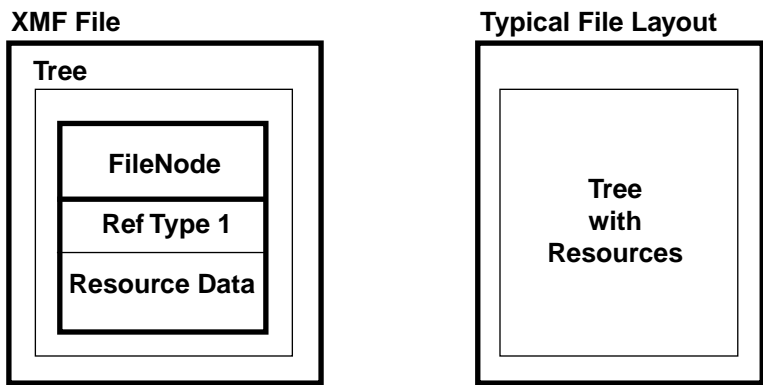 XMF File
Tree
FileNode
Ref Type 1
Resource Data
Typical File Layout
Tree
with
Resources